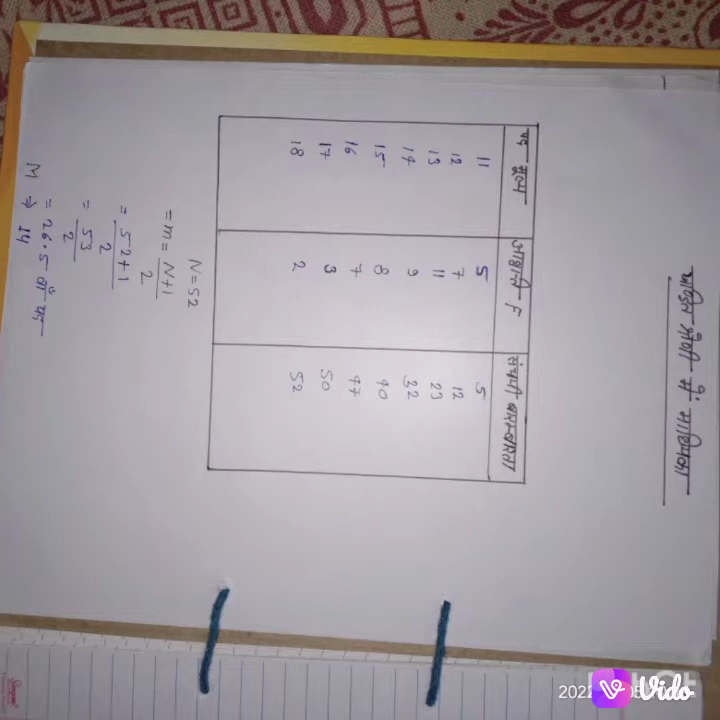 खण्डित श्रेणी में माध्यिका
पद मूल्य आवृत्ति F संचयी बारम्बारता
11 5 5
12 7 12
13 11 23
14 9 32
15 8 40
16 7 47
17 3 50
18 2 52
N=52
= m = N+1 / 2
= 52+1 / 2
= 53 / 2
= 26.5 वाँ पद
M ⇒ 14
2022
Vido